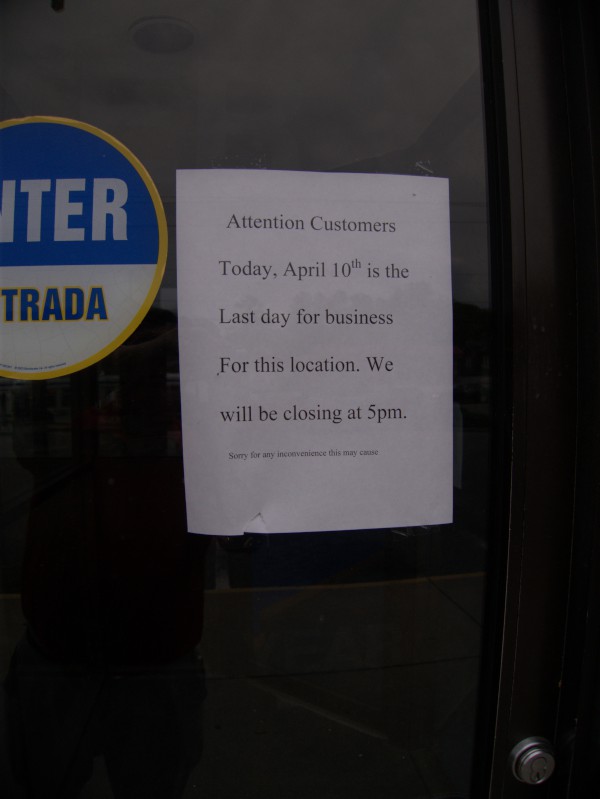 NTER
TRADA
Attention Customers
Today, April 10th is the
Last day for business
For this location. We
will be closing at 5pm.
Sorry for any inconvenience this may cause